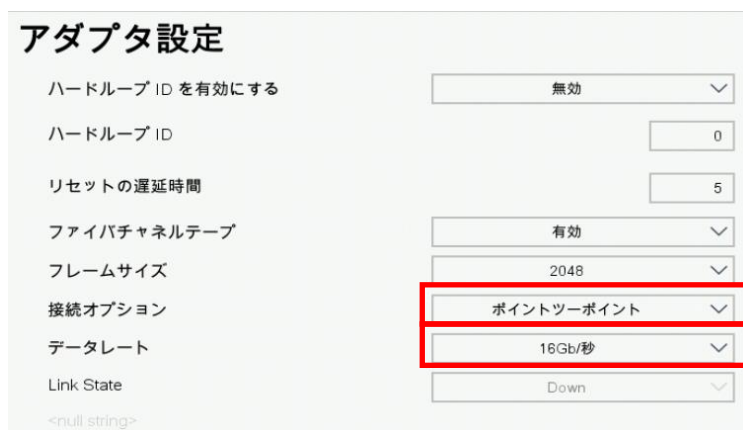 アダプタ設定
ハードループ ID を有効にする 無効
ハードループ ID 0
リセットの遅延時間 5
ファイバチャネルテープ 有効
フレームサイズ 2048
接続オプション ポイントツーポイント
データレート 16Gb/秒
Link State Down
<null string>